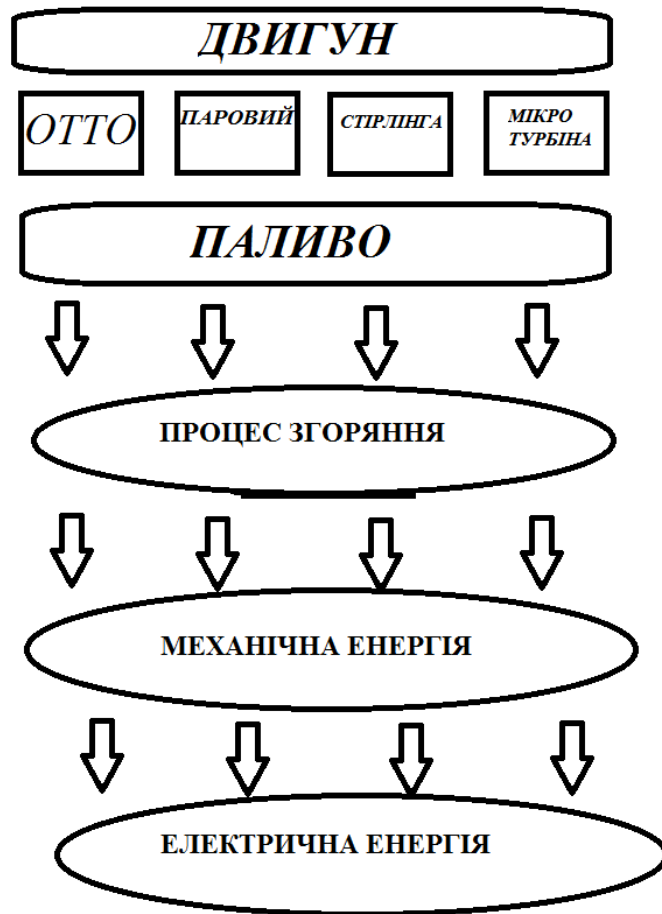 ДВИГУН
ОТТО
ПАРОВИЙ
СТІРЛІНГА
МІКРО
ТУРБІНА
ПАЛИВО
ПРОЦЕС ЗГОРЯННЯ
МЕХАНІЧНА ЕНЕРГІЯ
ЕЛЕКТРИЧНА ЕНЕРГІЯ